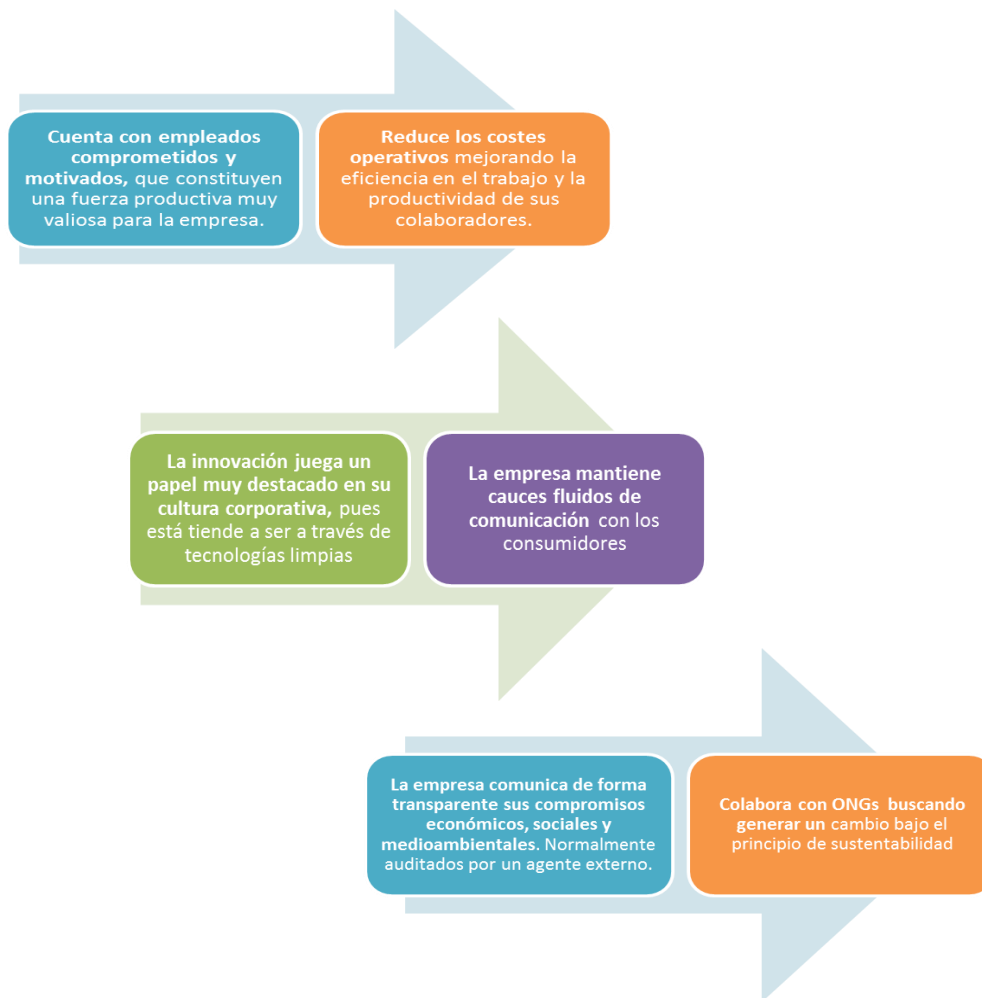 Cuenta con empleados
comprometidos y
motivados, que constituyen
una fuerza productiva muy
valiosa para la empresa.
Reduce los costes
operativos mejorando la
eficiencia en el trabajo y la
productividad de sus
colaboradores.
La innovación juega un
papel muy destacado en su
cultura corporativa, pues
está tiende a ser a través de
tecnologías limpias
La empresa mantiene
cauces fluidos de
comunicación con los
consumidores
La empresa comunica de forma
transparente sus compromisos
económicos, sociales y
medioambientales. Normalmente
auditados por un agente externo.
Colabora con ONGs buscando
generar un cambio bajo el
principio de sustentabilidad